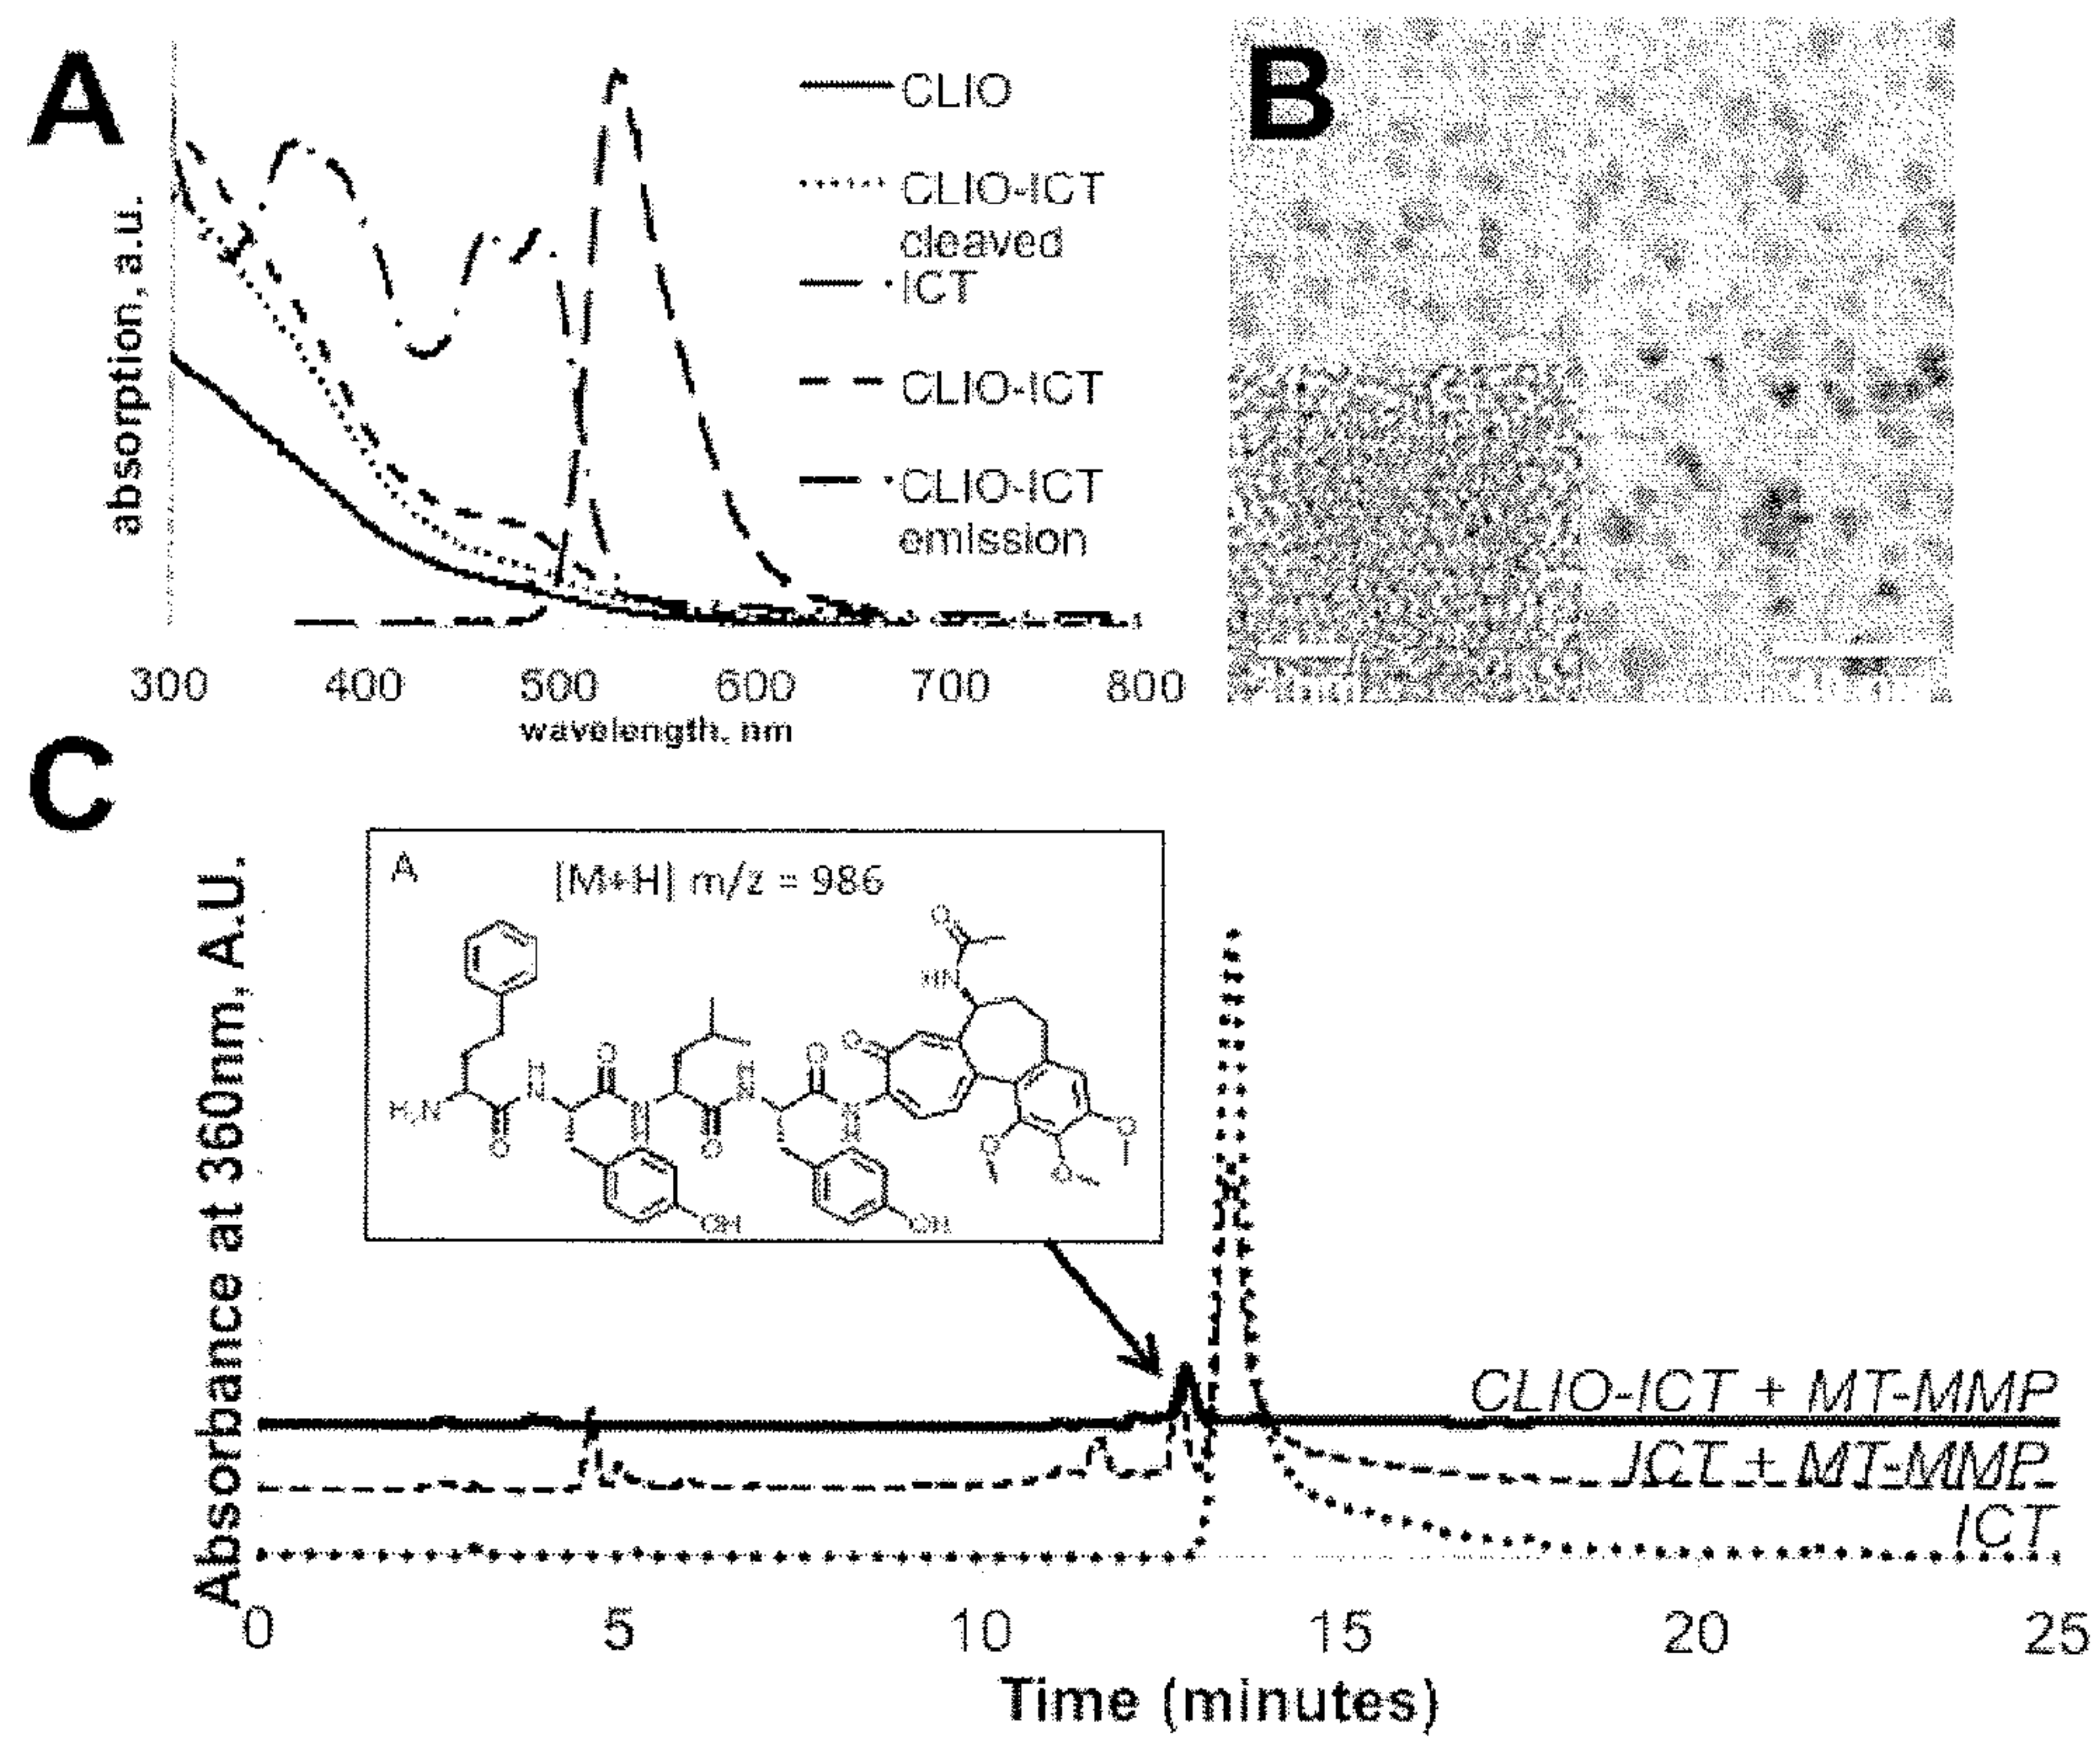 A
absorption, a.u.
CLIO
CLIO-ICT
cleaved
ICT
CLIO-ICT
CLIO-ICT
emission
300 400 500 600 700 800
wavelength, nm
B
C
Absorbance at 360nm, A.U.
A [M+H] m/z = 986
O
HN
O
H₂N
H
N
O
O
N
H
O
H
N
O
N
H
O
O
O
OH
OH
CLIO-ICT + MT-MMP
ICT + MT-MMP
ICT
0 5 10 15 20 25
Time (minutes)